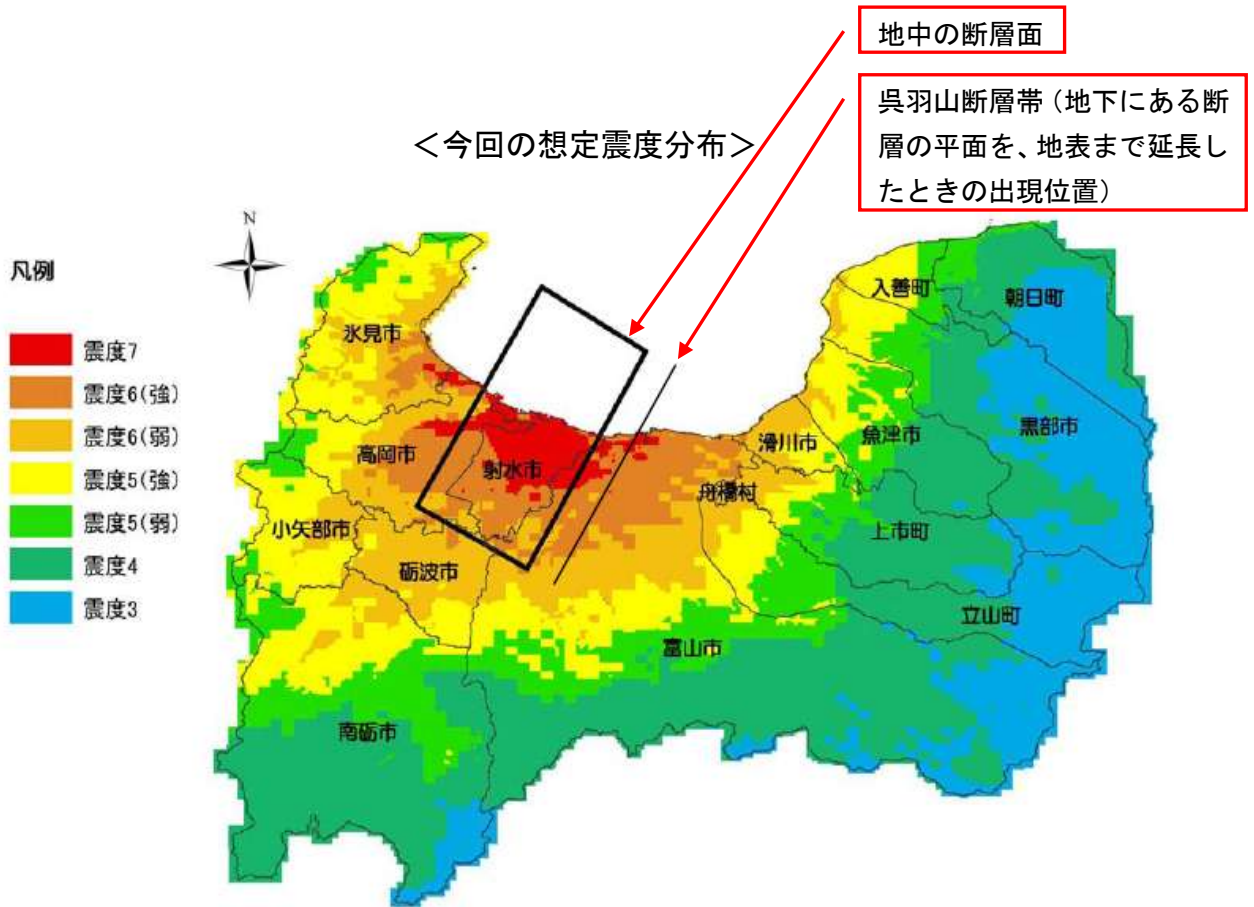 地中の断層面
呉羽山断層帯（地下にある断
層の平面を、地表まで延長し
たときの出現位置）
＜今回の想定震度分布＞
N
凡例
震度7
震度6(強)
震度6(弱)
震度5(強)
震度5(弱)
震度4
震度3
入善町
朝日町
氷見市
黒部市
魚津市
滑川市
高岡市
射水市
舟橋村
小矢部市
上市町
砺波市
立山町
富山市
南砺市